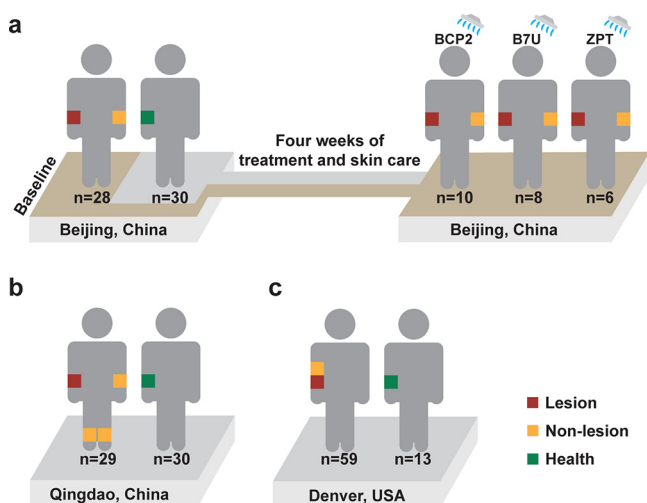 a
BCP2 B7U ZPT
Four weeks of
treatment and skin care
Baseline
n=28 n=30 n=10 n=8 n=6
Beijing, China Beijing, China
b c
Lesion
Non-lesion
n=29 n=30 n=59 n=13
Health
Qingdao, China Denver, USA